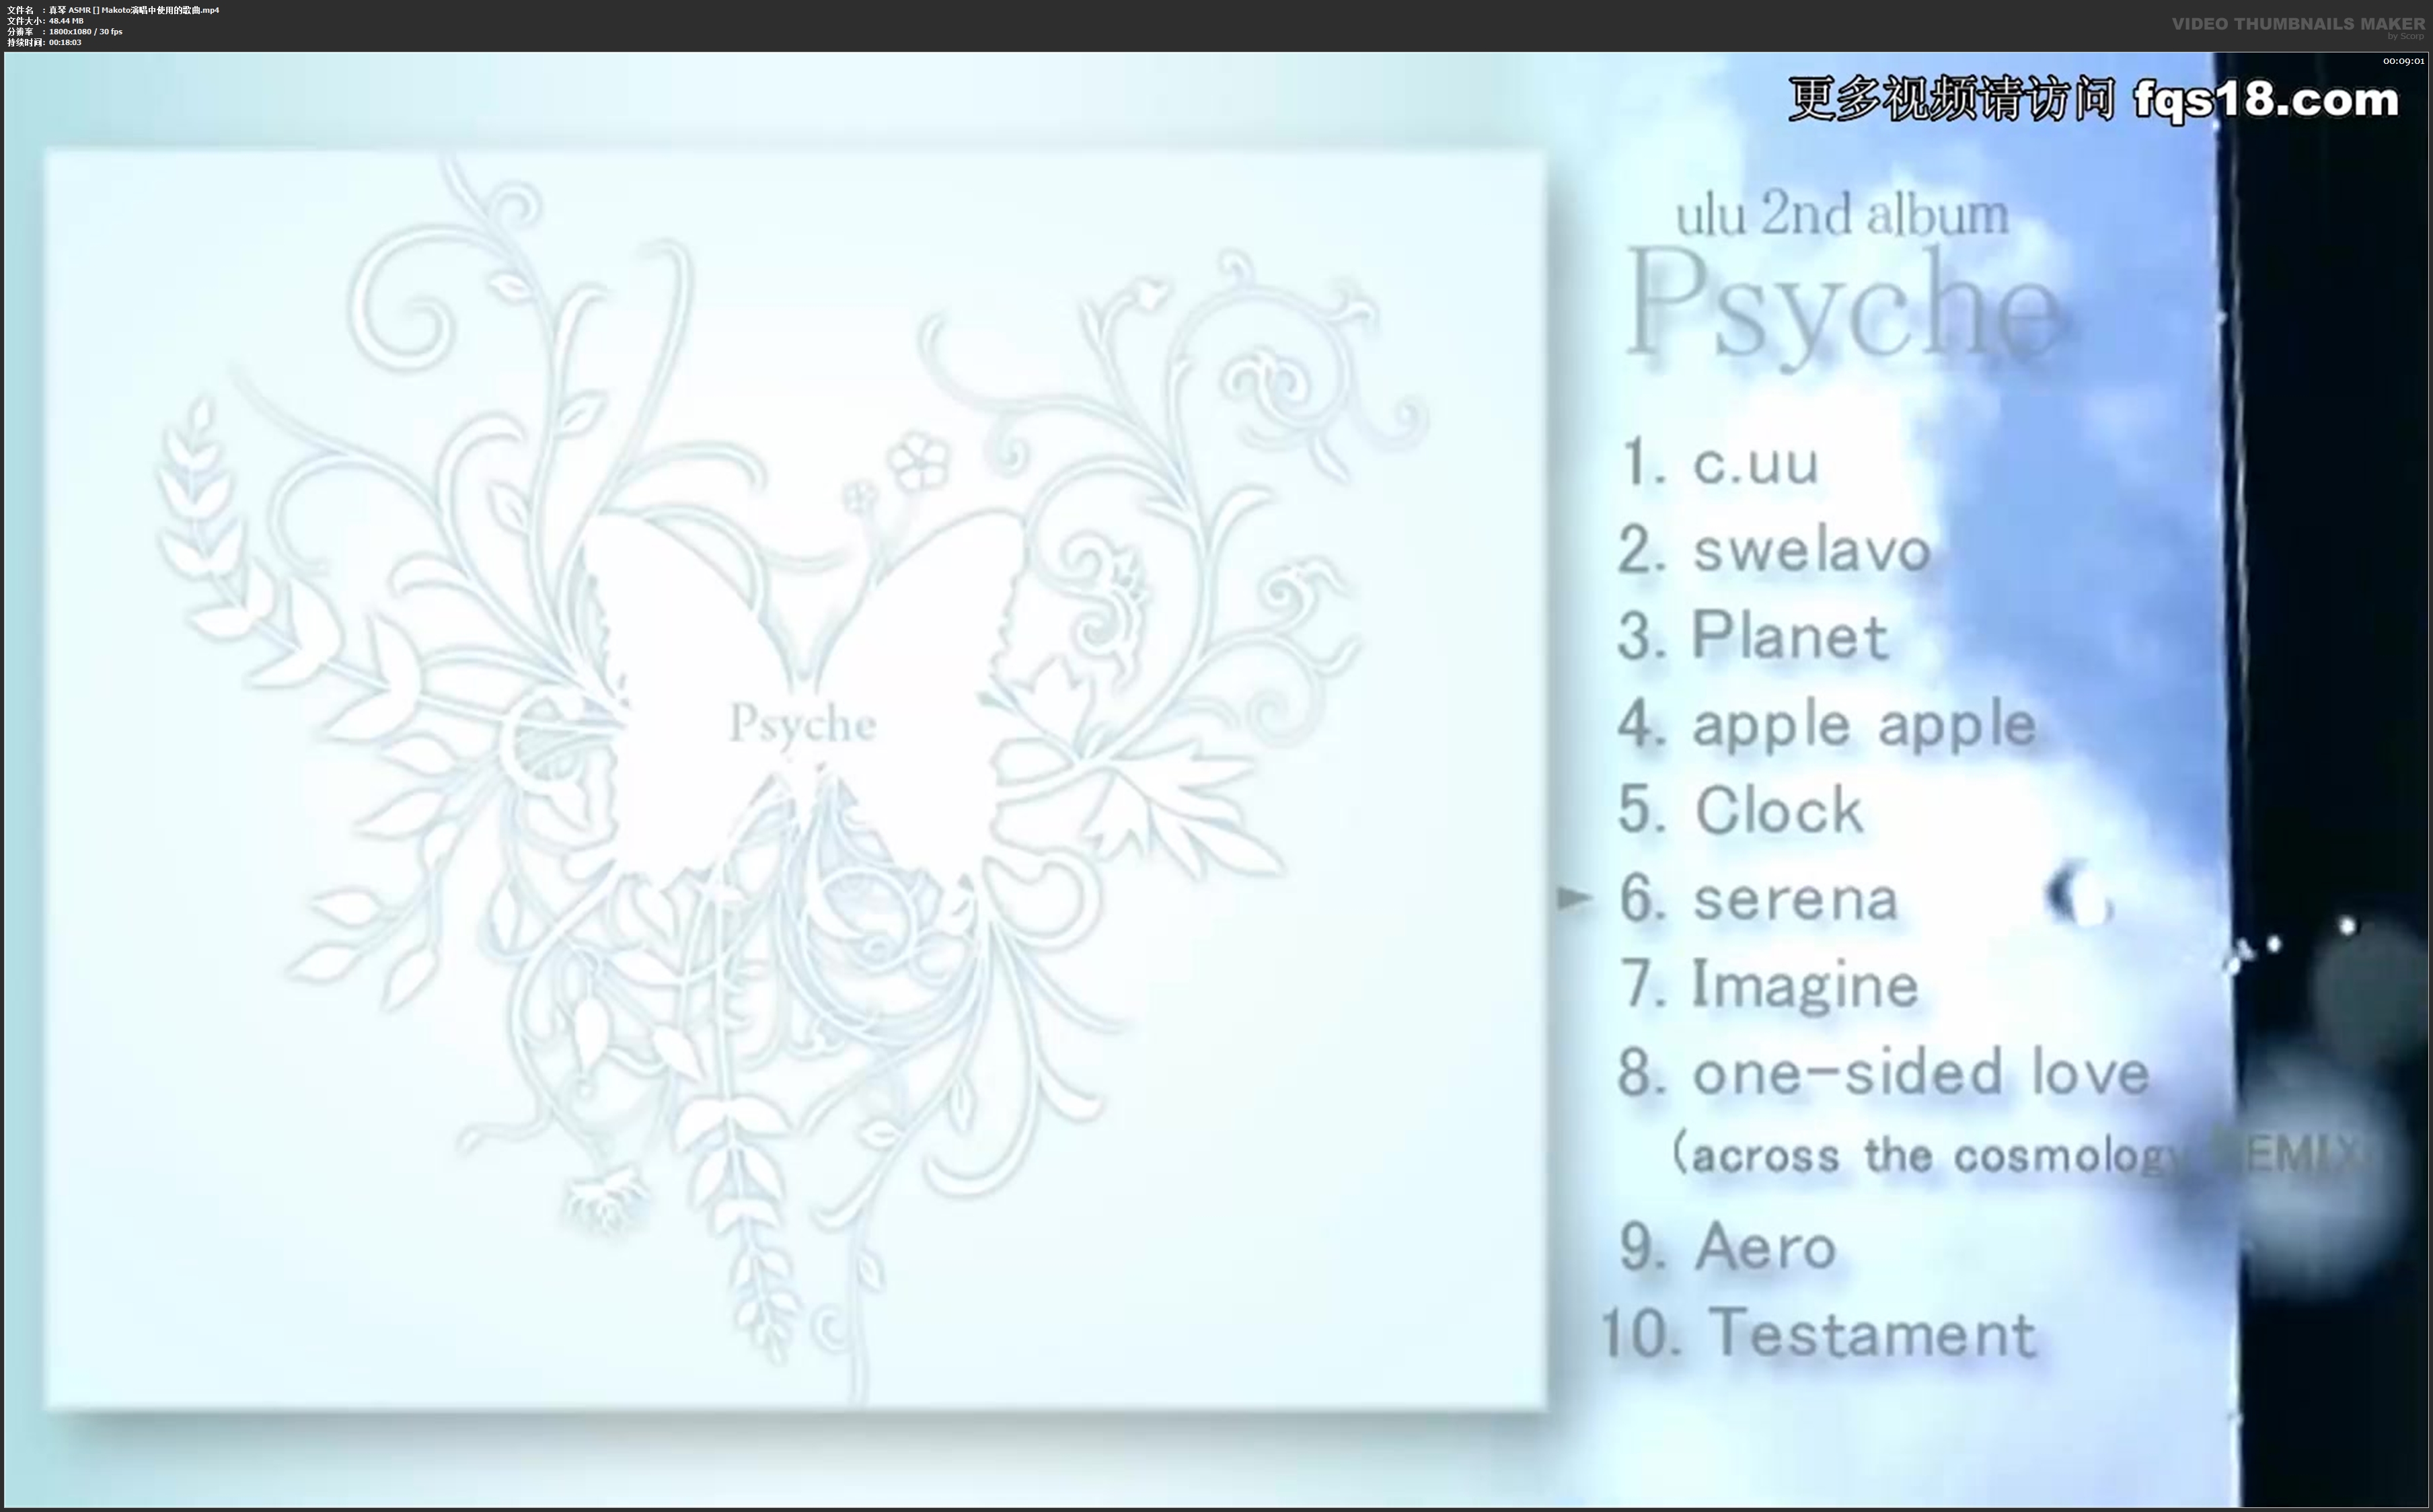 文件名 : 真琴 ASMR [] Makoto演唱中使用的歌曲.mp4
文件大小: 48.44 MB
分辨率 : 1800x1080 / 30 fps
持续时间: 00:18:03
VIDEO THUMBNAILS MAKER
by Scorp
00:09:01
更多视频请访问 fqs18.com
ulu 2nd album
Psyche
1. c.uu
2. swelavo
3. Planet
4. apple apple
Psyche
5. Clock
6. serena
7. Imagine
8. one-sided love
(across the cosmology REMIX)
9. Aero
10. Testament